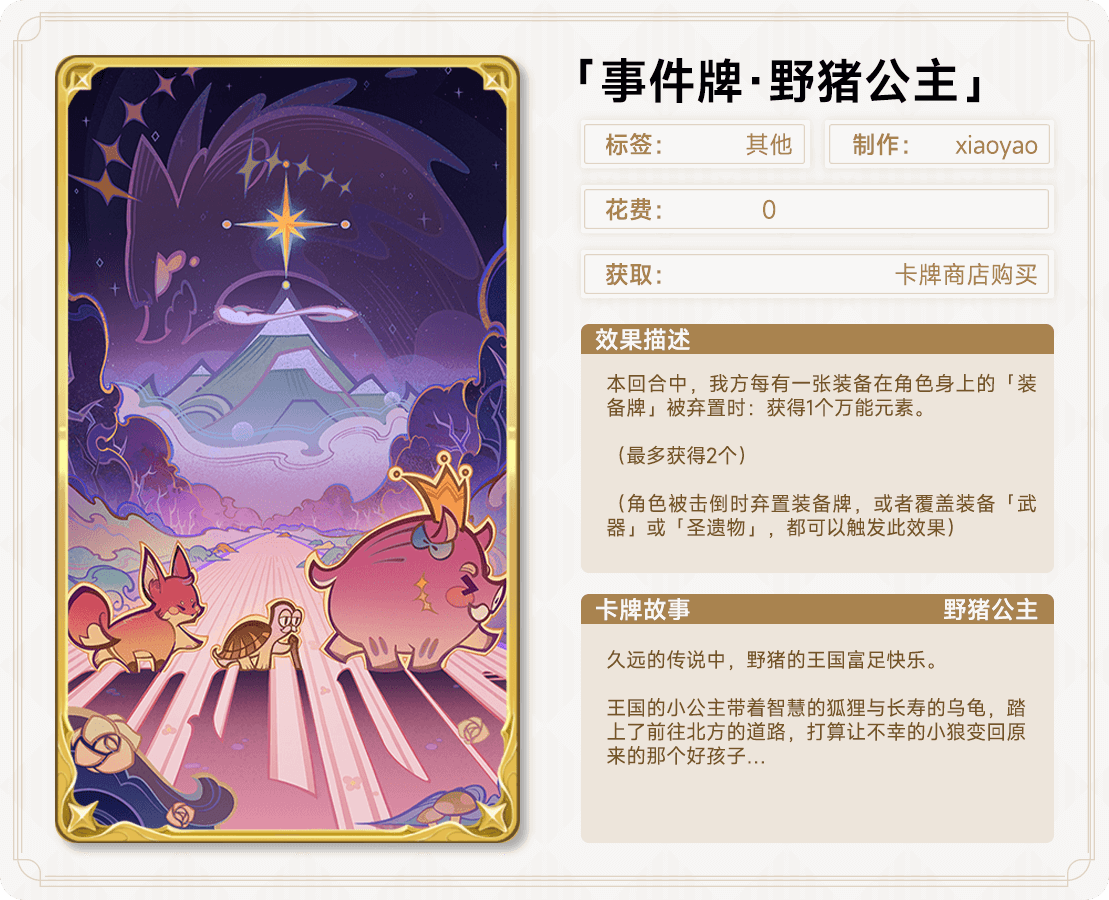 「事件牌·野猪公主」
标签： 其他 制作： xiaoyao
花费： 0
获取： 卡牌商店购买
效果描述
本回合中，我方每有一张装备在角色身上的「装
备牌」被弃置时：获得1个万能元素。
（最多获得2个）
（角色被击倒时弃置装备牌，或者覆盖装备「武
器」或「圣遗物」，都可以触发此效果）
卡牌故事 野猪公主
久远的传说中，野猪的王国富足快乐。
王国的小公主带着智慧的狐狸与长寿的乌龟，踏
上了前往北方的道路，打算让不幸的小狼变回原
来的那个好孩子…